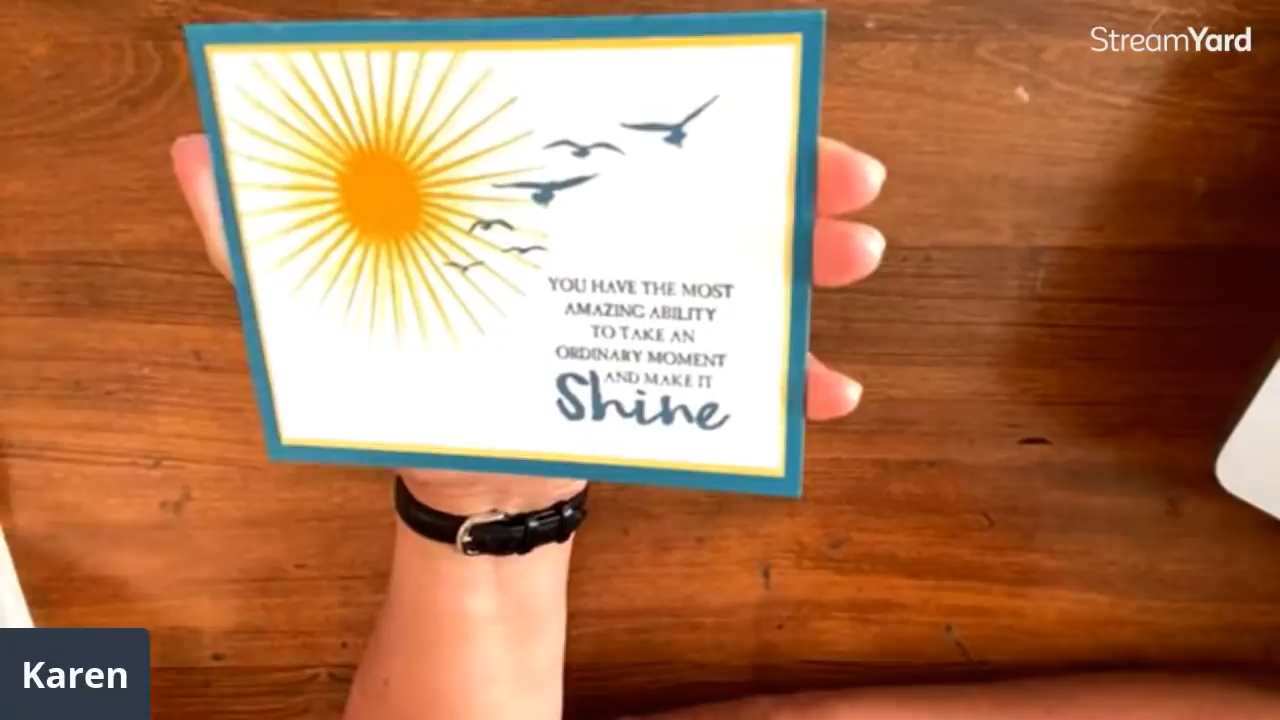 StreamYard
YOU HAVE THE MOST
AMAZING ABILITY
TO TAKE AN
ORDINARY MOMENT
AND MAKE IT
Shine
Karen